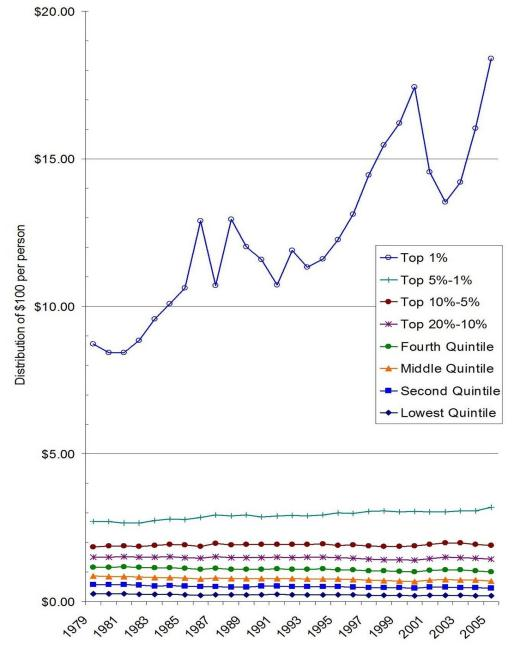 $20.00
$15.00
$10.00
$5.00
$0.00
Distribution of $100 per person
Top 1%
Top 5%-1%
Top 10%-5%
Top 20%-10%
Fourth Quintile
Middle Quintile
Second Quintile
Lowest Quintile
1979 1981 1983 1985 1987 1989 1991 1993 1995 1997 1999 2001 2003 2005